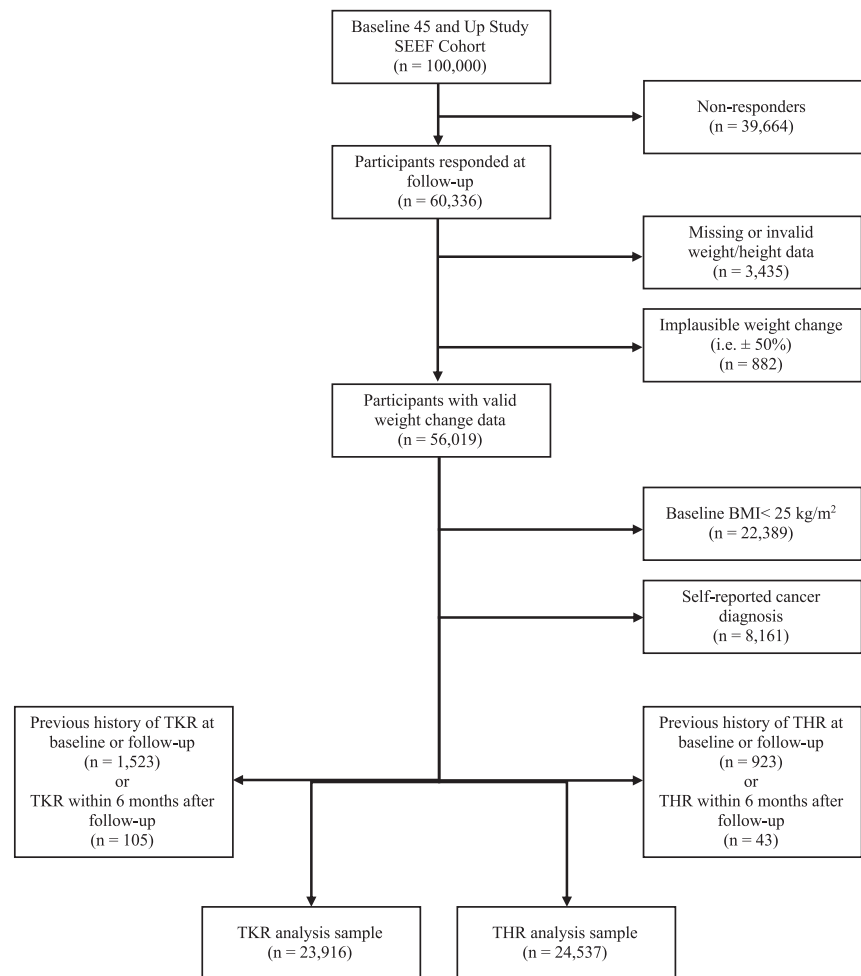 Baseline 45 and Up Study
SEEF Cohort
(n = 100,000)
Non-responders
(n = 39,664)
Participants responded at
follow-up
(n = 60,336)
Missing or invalid
weight/height data
(n = 3,435)
Implausible weight change
(i.e. ± 50%)
(n = 882)
Participants with valid
weight change data
(n = 56,019)
Baseline BMI< 25 kg/m²
(n = 22,389)
Self-reported cancer
diagnosis
(n = 8,161)
Previous history of TKR at
baseline or follow-up
(n = 1,523)
or
TKR within 6 months after
follow-up
(n = 105)
Previous history of THR at
baseline or follow-up
(n = 923)
or
THR within 6 months after
follow-up
(n = 43)
TKR analysis sample
(n = 23,916)
THR analysis sample
(n = 24,537)